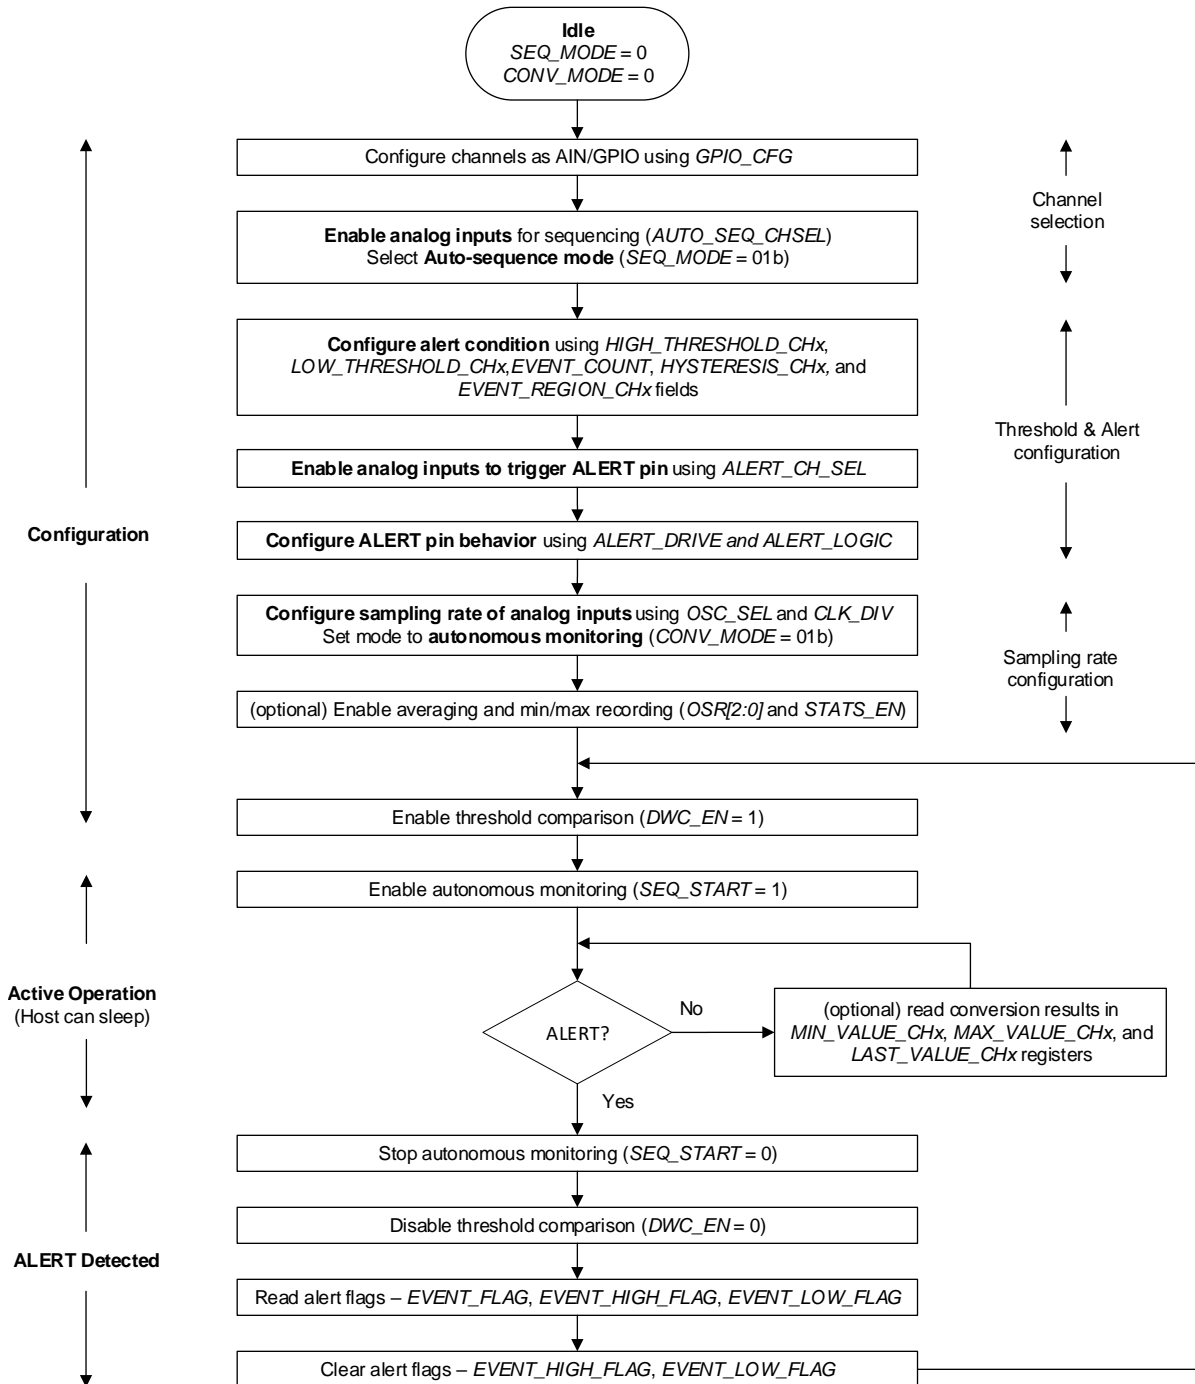 Idle
SEQ_MODE = 0
CONV_MODE = 0
Configure channels as AIN/GPIO using GPIO_CFG
Channel
selection
Enable analog inputs for sequencing (AUTO_SEQ_CHSEL)
Select Auto-sequence mode (SEQ_MODE = 01b)
Configure alert condition using HIGH_THRESHOLD_CHx,
LOW_THRESHOLD_CHx,EVENT_COUNT, HYSTERESIS_CHx, and
EVENT_REGION_CHx fields
Threshold & Alert
configuration
Enable analog inputs to trigger ALERT pin using ALERT_CH_SEL
Configuration
Configure ALERT pin behavior using ALERT_DRIVE and ALERT_LOGIC
Configure sampling rate of analog inputs using OSC_SEL and CLK_DIV
Set mode to autonomous monitoring (CONV_MODE = 01b)
Sampling rate
configuration
(optional) Enable averaging and min/max recording (OSR[2:0] and STATS_EN)
Enable threshold comparison (DWC_EN = 1)
Enable autonomous monitoring (SEQ_START = 1)
Active Operation
(Host can sleep)
ALERT?
No
(optional) read conversion results in
MIN_VALUE_CHx, MAX_VALUE_CHx, and
LAST_VALUE_CHx registers
Yes
Stop autonomous monitoring (SEQ_START = 0)
Disable threshold comparison (DWC_EN = 0)
ALERT Detected
Read alert flags – EVENT_FLAG, EVENT_HIGH_FLAG, EVENT_LOW_FLAG
Clear alert flags – EVENT_HIGH_FLAG, EVENT_LOW_FLAG